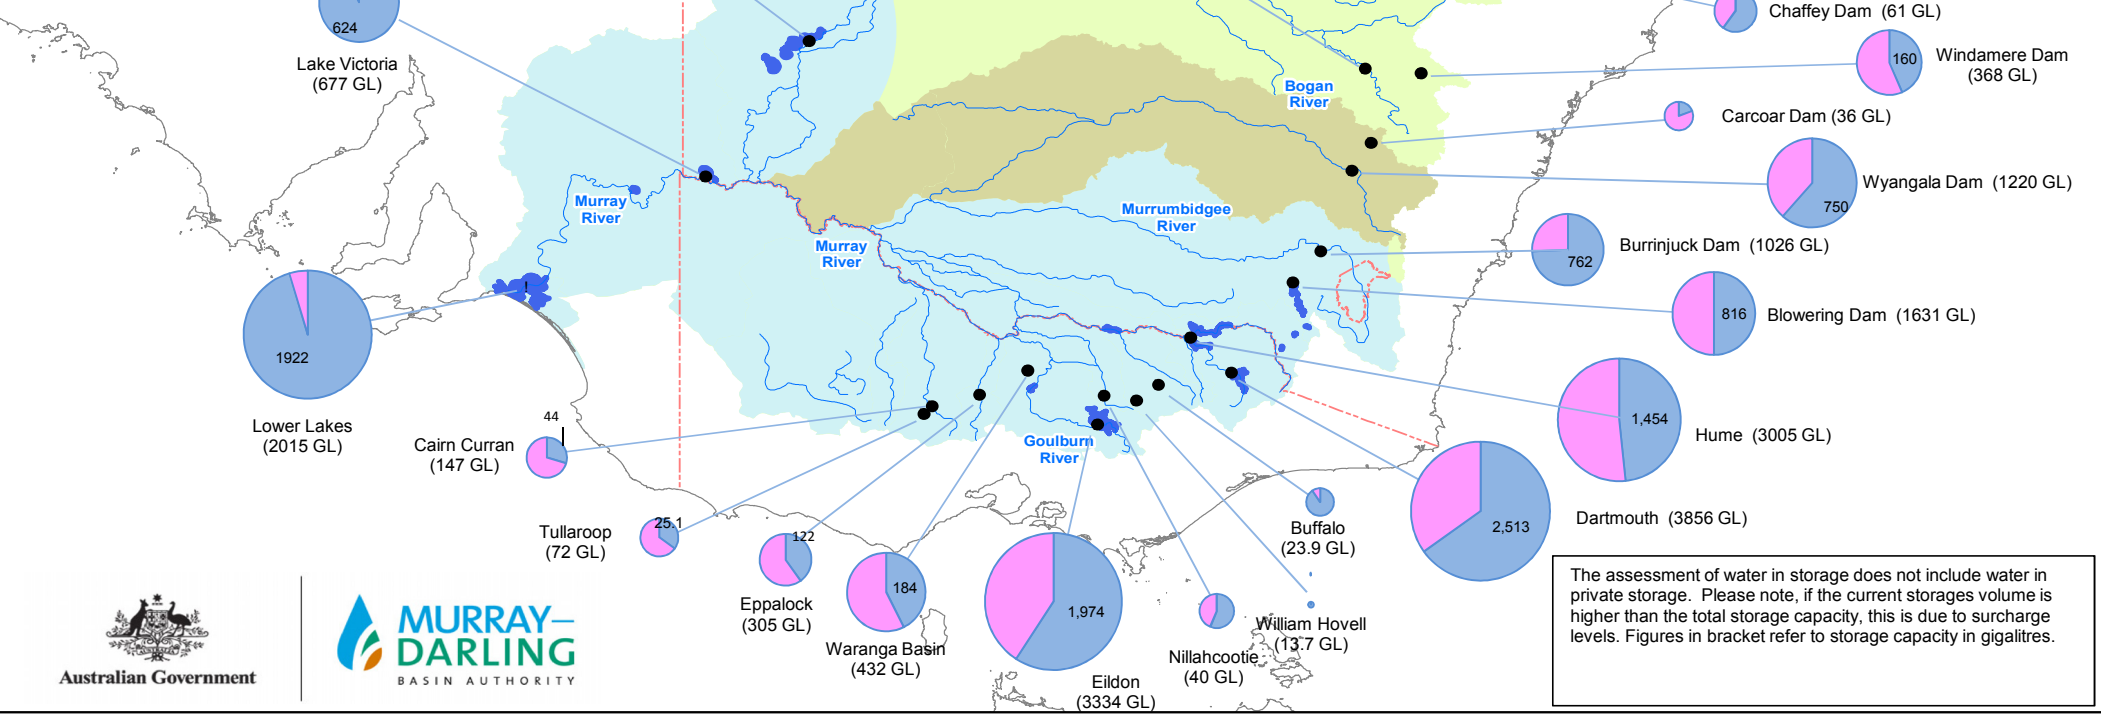 624
Lake Victoria
(677 GL)
Chaffey Dam (61 GL)
160
Windamere Dam
(368 GL)
Bogan
River
Carcoar Dam (36 GL)
Wyangala Dam (1220 GL)
750
Murray
River
Murrumbidgee
River
Murray
River
Burrinjuck Dam (1026 GL)
762
816
Blowering Dam (1631 GL)
!
1922
Lower Lakes
(2015 GL)
44
Cairn Curran
(147 GL)
Goulburn
River
1,454
Hume (3005 GL)
25.1
Tullaroop
(72 GL)
122
Eppalock
(305 GL)
184
Waranga Basin
(432 GL)
1,974
Eildon
(3334 GL)
Nillahcootie
(40 GL)
William Hovell
(13.7 GL)
Buffalo
(23.9 GL)
2,513
Dartmouth (3856 GL)
The assessment of water in storage does not include water in
private storage. Please note, if the current storages volume is
higher than the total storage capacity, this is due to surcharge
levels. Figures in bracket refer to storage capacity in gigalitres.
Australian Government
MURRAY–
DARLING
BASIN AUTHORITY